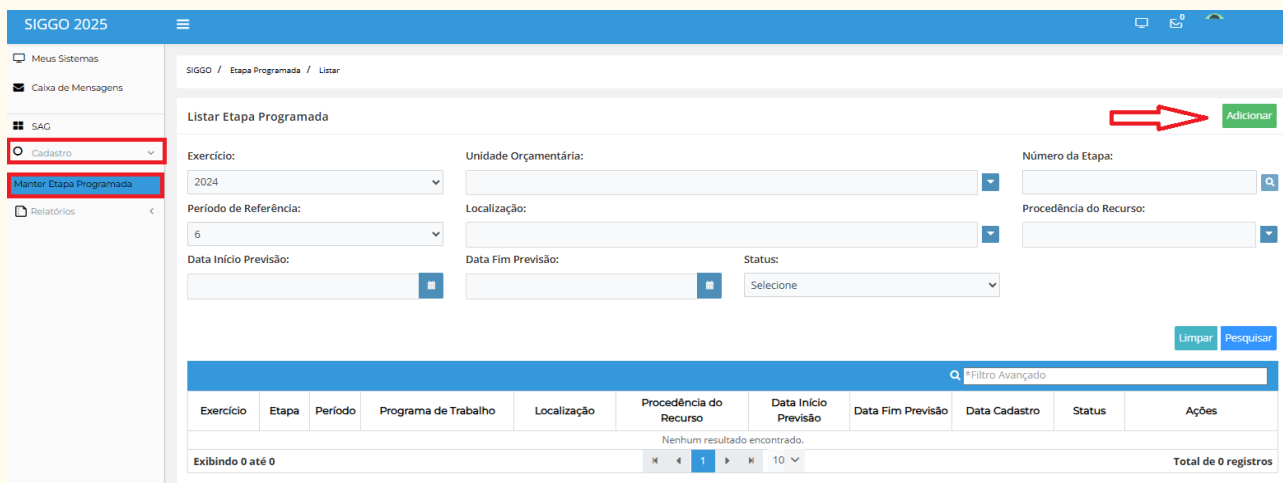 SIGGO 2025
0
Meus Sistemas
Caixa de Mensagens
SAG
Cadastro
Manter Etapa Programada
Relatórios
SIGGO / Etapa Programada / Listar
Listar Etapa Programada
Adicionar
Exercício:
Unidade Orçamentária:
Número da Etapa:
2024
Período de Referência:
Localização:
Procedência do Recurso:
6
Data Início Previsão:
Data Fim Previsão:
Status:
Selecione
Limpar
Pesquisar
*Filtro Avançado
Exercício Etapa Período Programa de Trabalho Localização Procedência do Recurso Data Início Previsão Data Fim Previsão Data Cadastro Status Ações
Nenhum resultado encontrado.
Exibindo 0 até 0
1
10
Total de 0 registros